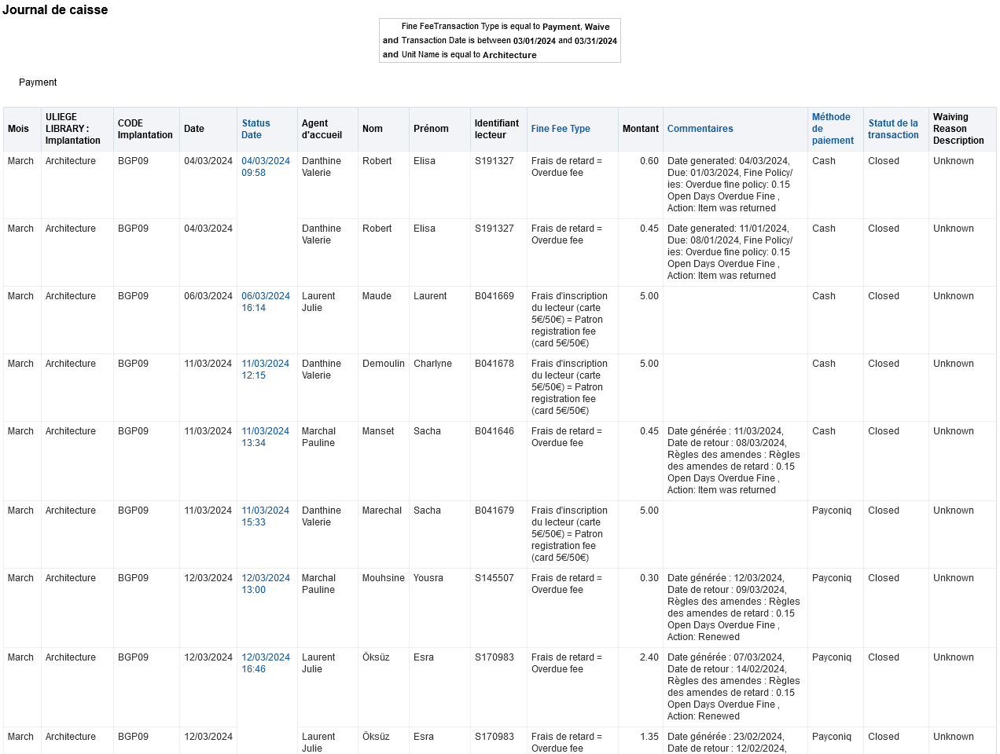 Journal de caisse
Fine FeeTransaction Type is equal to Payment, Waive
and Transaction Date is between 03/01/2024 and 03/31/2024
and Unit Name is equal to Architecture
Payment
Mois
ULIEGE
LIBRARY :
Implantation
CODE
Implantation
Date
Status
Date
Agent
d'accueil
Nom
Prénom
Identifiant
lecteur
Fine Fee Type
Montant
Commentaires
Méthode
de
paiement
Statut de la
transaction
Waiving
Reason
Description
March
Architecture
BGP09
04/03/2024
04/03/2024
09:58
Danthine
Valerie
Robert
Elisa
S191327
Frais de retard =
Overdue fee
0.60
Date generated: 04/03/2024,
Due: 01/03/2024, Fine Policy/
ies: Overdue fine policy: 0.15
Open Days Overdue Fine ,
Action: Item was returned
Cash
Closed
Unknown
March
Architecture
BGP09
04/03/2024
Danthine
Valerie
Robert
Elisa
S191327
Frais de retard =
Overdue fee
0.45
Date generated: 11/01/2024,
Due: 08/01/2024, Fine Policy/
ies: Overdue fine policy: 0.15
Open Days Overdue Fine ,
Action: Item was returned
Cash
Closed
Unknown
March
Architecture
BGP09
06/03/2024
06/03/2024
16:14
Laurent
Julie
Maude
Laurent
B041669
Frais d'inscription
du lecteur (carte
5€/50€) = Patron
registration fee
(card 5€/50€)
5.00
Cash
Closed
Unknown
March
Architecture
BGP09
11/03/2024
11/03/2024
12:15
Danthine
Valerie
Demoulin
Charlyne
B041678
Frais d'inscription
du lecteur (carte
5€/50€) = Patron
registration fee
(card 5€/50€)
5.00
Cash
Closed
Unknown
March
Architecture
BGP09
11/03/2024
11/03/2024
13:34
Marchal
Pauline
Manset
Sacha
B041646
Frais de retard =
Overdue fee
0.45
Date générée : 11/03/2024,
Date de retour : 08/03/2024,
Règles des amendes : Règles
des amendes de retard : 0.15
Open Days Overdue Fine ,
Action: Item was returned
Cash
Closed
Unknown
March
Architecture
BGP09
11/03/2024
11/03/2024
15:33
Danthine
Valerie
Marechal
Sacha
B041679
Frais d'inscription
du lecteur (carte
5€/50€) = Patron
registration fee
(card 5€/50€)
5.00
Payconiq
Closed
Unknown
March
Architecture
BGP09
12/03/2024
12/03/2024
13:00
Marchal
Pauline
Mouhsine
Yousra
S145507
Frais de retard =
Overdue fee
0.30
Date générée : 12/03/2024,
Date de retour : 09/03/2024,
Règles des amendes : Règles
des amendes de retard : 0.15
Open Days Overdue Fine ,
Action: Renewed
Payconiq
Closed
Unknown
March
Architecture
BGP09
12/03/2024
12/03/2024
16:46
Laurent
Julie
Öksüz
Esra
S170983
Frais de retard =
Overdue fee
2.40
Date générée : 07/03/2024,
Date de retour : 14/02/2024,
Règles des amendes : Règles
des amendes de retard : 0.15
Open Days Overdue Fine ,
Action: Renewed
Payconiq
Closed
Unknown
March
Architecture
BGP09
12/03/2024
Laurent
Julie
Öksüz
Esra
S170983
Frais de retard =
Overdue fee
1.35
Date générée : 23/02/2024,
Date de retour : 12/02/2024,
Payconiq
Closed
Unknown